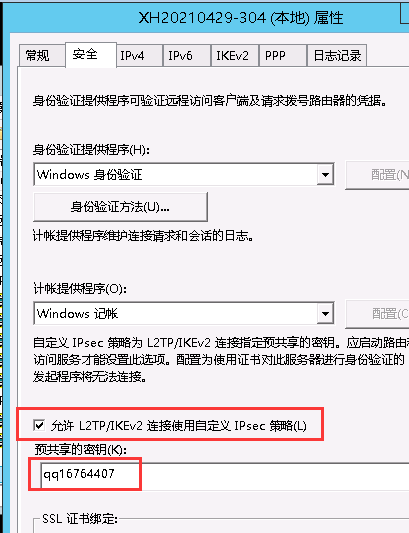 XH20210429-304 (本地) 属性
常规 安全 IPv4 IPv6 IKEv2 PPP 日志记录
身份验证提供程序可验证远程访问客户端及请求拨号路由器的凭据。
身份验证提供程序(H):
Windows 身份验证 配置(N
身份验证方法(U)...
计帐提供程序维护连接请求和会话的日志。
计帐提供程序(O):
Windows 记帐 配置(C
自定义 IPsec 策略为 L2TP/IKEv2 连接指定预共享的密钥。应启动路由和
访问服务才能设置此选项。配置为使用证书对此服务器进行身份验证的
发起程序将无法连接。
允许 L2TP/IKEv2 连接使用自定义 IPsec 策略(L)
预共享的密钥(K):
qq16764407
SSL 证书绑定: